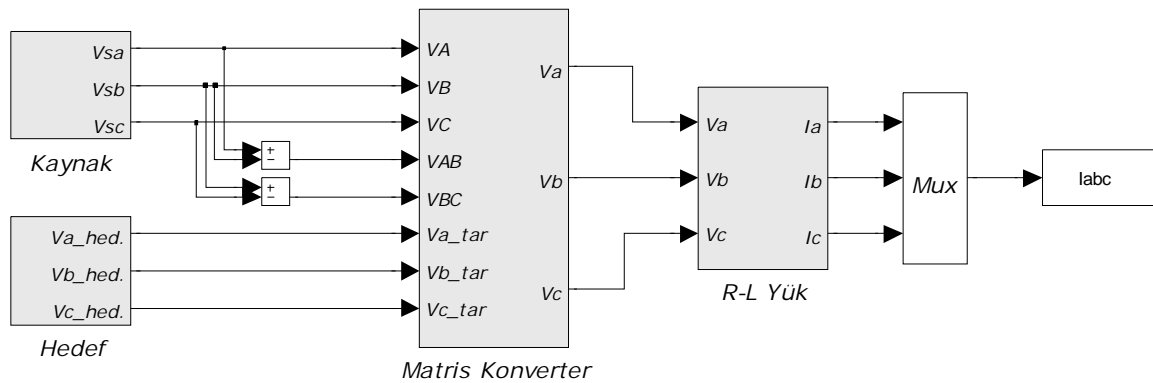 Vsa
Vsb
Vsc
Kaynak
Va_hed.
Vb_hed.
Vc_hed.
Hedef
+
−
+
−
VA
VB
VC
VAB
VBC
Va_tar
Vb_tar
Vc_tar
Va
Vb
Vc
Matris Konverter
Va
Vb
Vc
Ia
Ib
Ic
R-L Yük
Mux
Iabc